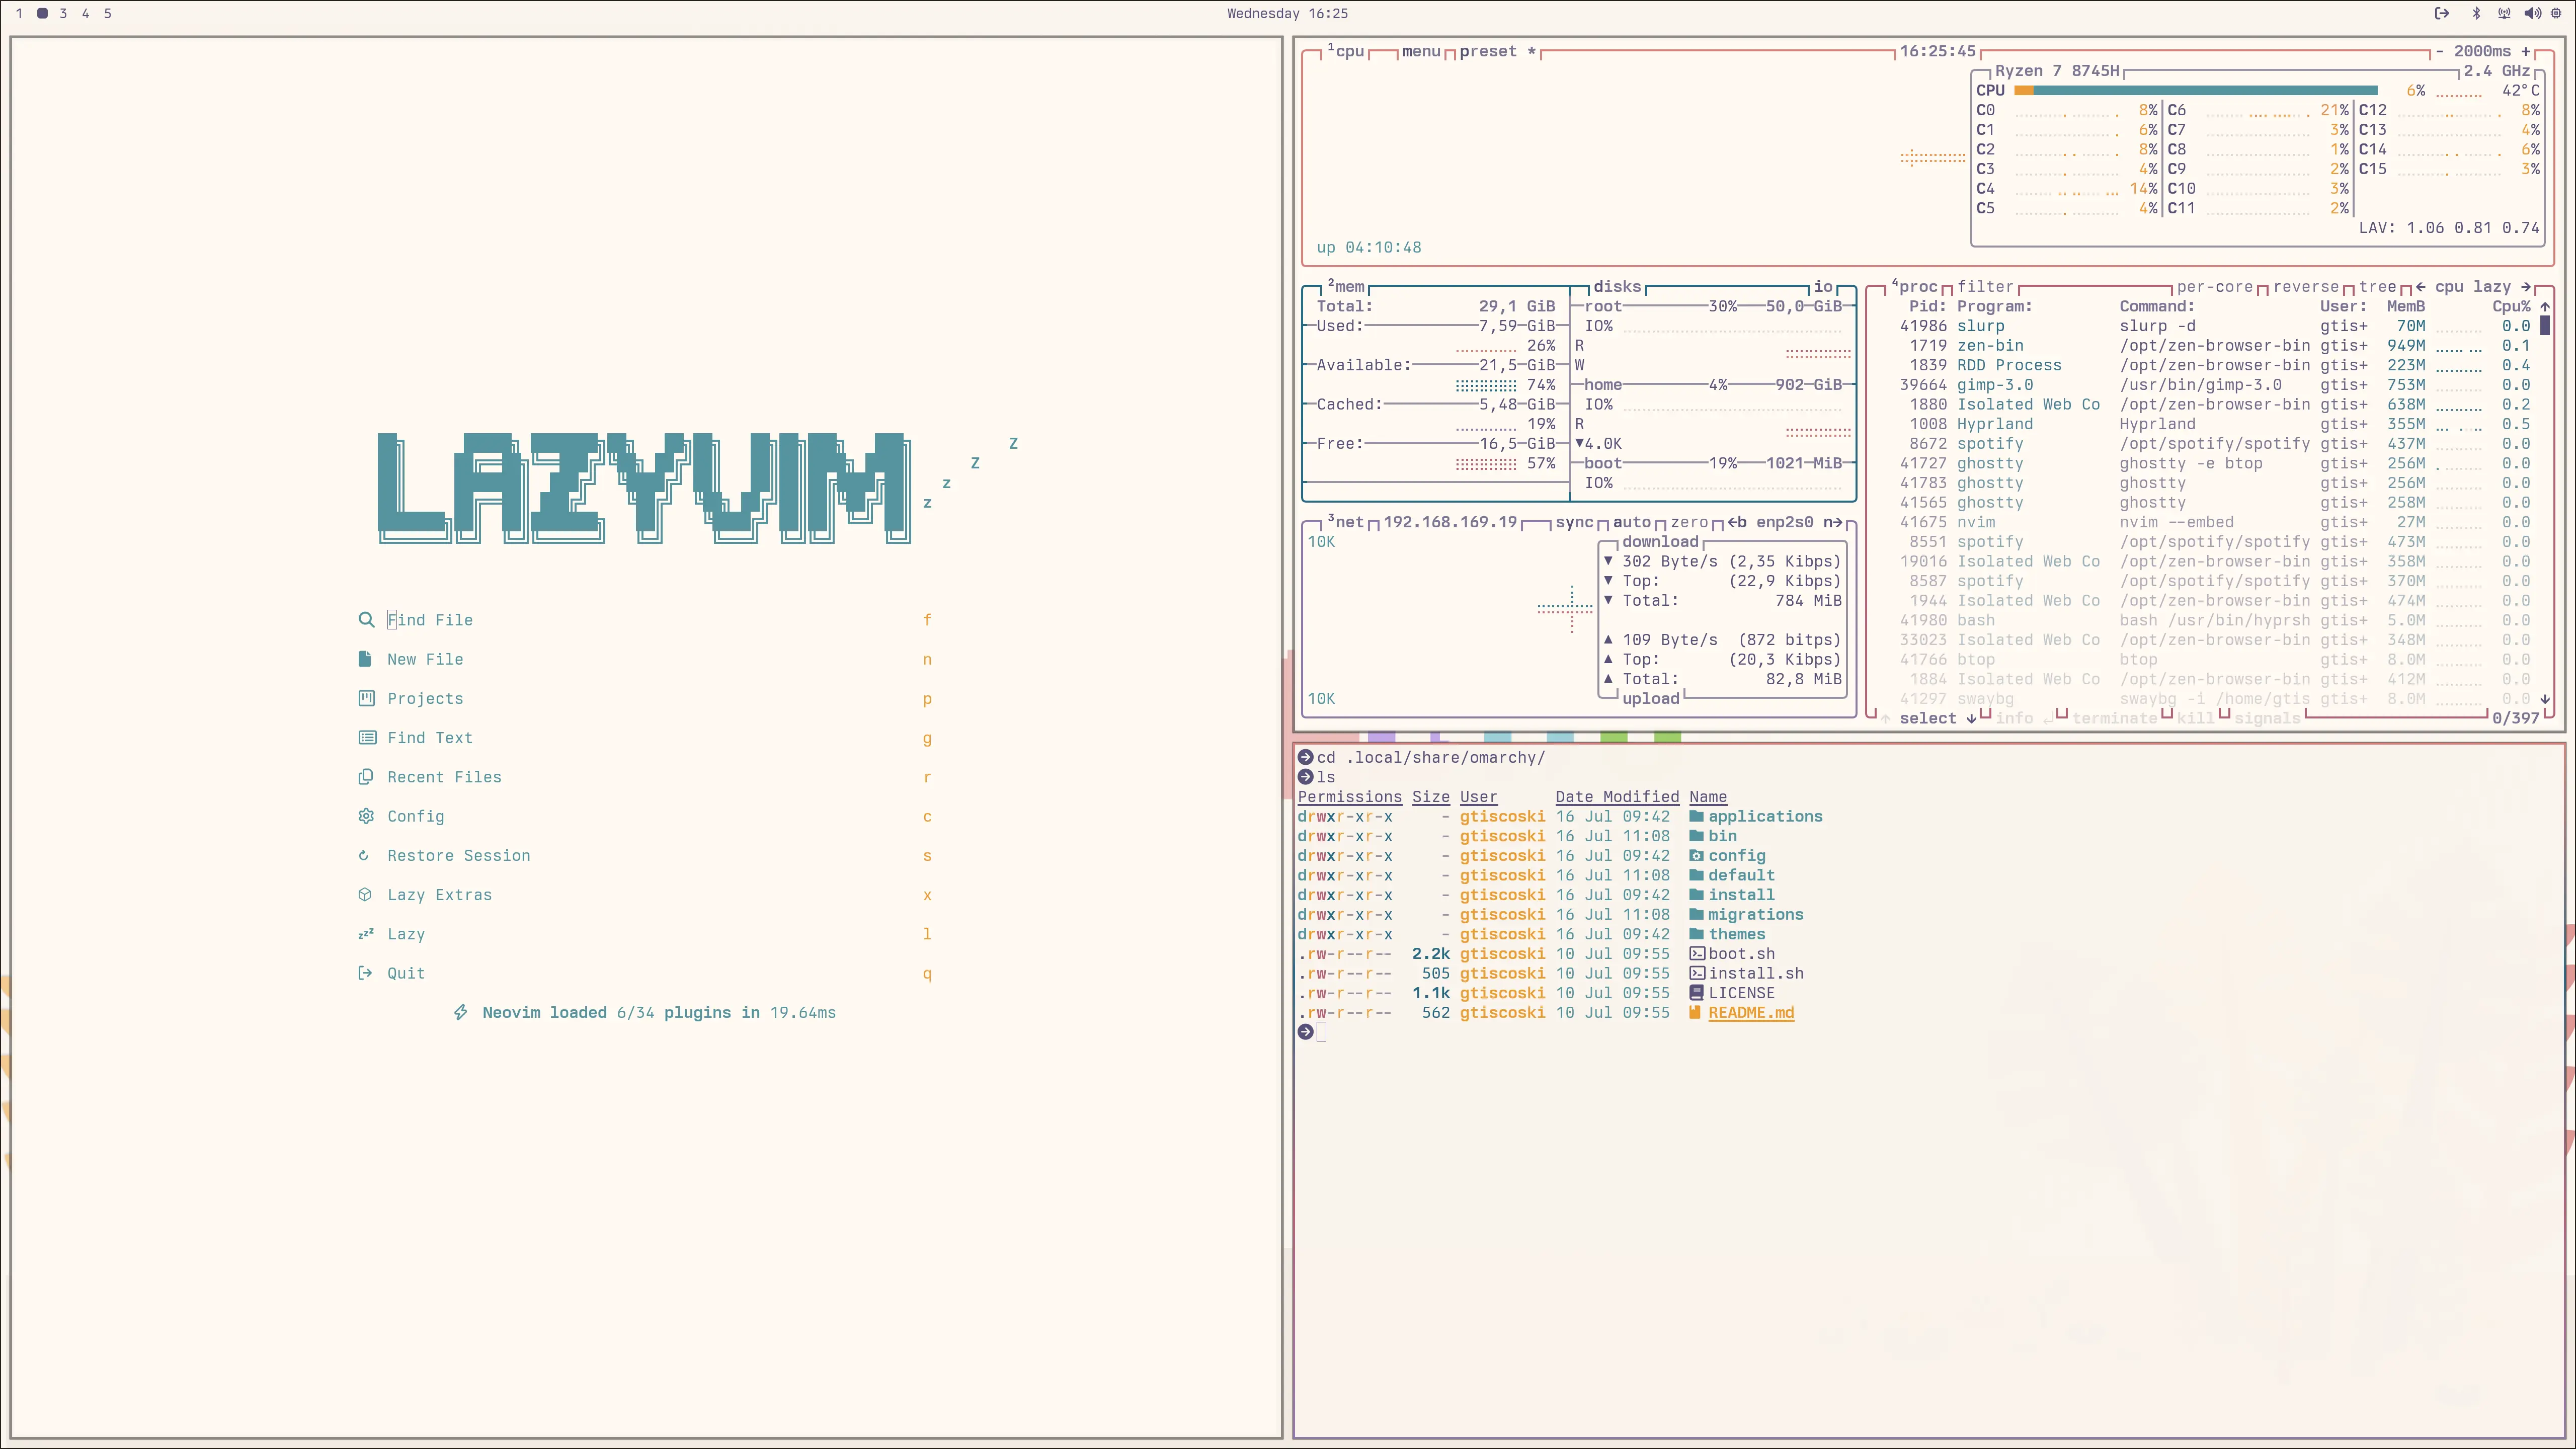 1 3 4 5
Wednesday 16:25
LAZYVIM
Z
Z
z
z
Find File f
New File n
Projects p
Find Text g
Recent Files r
Config c
Restore Session s
Lazy Extras x
Lazy l
Quit q
Neovim loaded 6/34 plugins in 19.64ms
1cpu menu preset * 16:25:45 - 2000ms +
Ryzen 7 8745H 2.4 GHz
CPU 6% 42°C
C0 8% C6 21% C12 8%
C1 6% C7 3% C13 4%
C2 8% C8 1% C14 6%
C3 4% C9 2% C15 3%
C4 14% C10 3%
C5 4% C11 2%
LAV: 1.06 0.81 0.74
up 04:10:48
2mem disks io
Total: 29,1 GiB
Used: 7,59 GiB
26%
Available: 21,5 GiB
74%
Cached: 5,48 GiB
19%
Free: 16,5 GiB
57%
root 30% 50,0 GiB
IO%
R
W
home 4% 902 GiB
IO%
R
▼4.0K
boot 19% 1021 MiB
IO%
3net 192.168.169.19 sync auto zero ←b enp2s0 n→
10K
download
▼ 302 Byte/s (2,35 Kibps)
▼ Top: (22,9 Kibps)
▼ Total: 784 MiB
▲ 109 Byte/s (872 bitps)
▲ Top: (20,3 Kibps)
▲ Total: 82,8 MiB
10K
upload
4proc filter per-core reverse tree ← cpu lazy →
Pid: Program: Command: User: MemB Cpu% ↑
41986 slurp slurp -d gtis+ 70M 0.0
1719 zen-bin /opt/zen-browser-bin gtis+ 949M 0.1
1839 RDD Process /opt/zen-browser-bin gtis+ 223M 0.4
39664 gimp-3.0 /usr/bin/gimp-3.0 gtis+ 753M 0.0
1880 Isolated Web Co /opt/zen-browser-bin gtis+ 638M 0.2
1008 Hyprland Hyprland gtis+ 355M 0.5
8672 spotify /opt/spotify/spotify gtis+ 437M 0.0
41727 ghostty ghostty -e btop gtis+ 256M 0.0
41783 ghostty ghostty gtis+ 256M 0.0
41565 ghostty ghostty gtis+ 258M 0.0
41675 nvim nvim --embed gtis+ 27M 0.0
8551 spotify /opt/spotify/spotify gtis+ 473M 0.0
19016 Isolated Web Co /opt/zen-browser-bin gtis+ 358M 0.0
8587 spotify /opt/spotify/spotify gtis+ 370M 0.0
1944 Isolated Web Co /opt/zen-browser-bin gtis+ 474M 0.0
41980 bash bash /usr/bin/hyprsh gtis+ 5.0M 0.0
33023 Isolated Web Co /opt/zen-browser-bin gtis+ 348M 0.0
41766 btop btop gtis+ 8.0M 0.0
1884 Isolated Web Co /opt/zen-browser-bin gtis+ 412M 0.0
41297 swaybg swaybg -i /home/gtis gtis+ 8.0M 0.0 ↓
↑ select ↓ info ↵ terminate kill signals 0/397
cd .local/share/omarchy/
ls
Permissions Size User Date Modified Name
drwxr-xr-x - gtiscoski 16 Jul 09:42 applications
drwxr-xr-x - gtiscoski 16 Jul 11:08 bin
drwxr-xr-x - gtiscoski 16 Jul 09:42 config
drwxr-xr-x - gtiscoski 16 Jul 11:08 default
drwxr-xr-x - gtiscoski 16 Jul 09:42 install
drwxr-xr-x - gtiscoski 16 Jul 11:08 migrations
drwxr-xr-x - gtiscoski 16 Jul 09:42 themes
.rw-r--r-- 2.2k gtiscoski 10 Jul 09:55 boot.sh
.rw-r--r-- 505 gtiscoski 10 Jul 09:55 install.sh
.rw-r--r-- 1.1k gtiscoski 10 Jul 09:55 LICENSE
.rw-r--r-- 562 gtiscoski 10 Jul 09:55 README.md